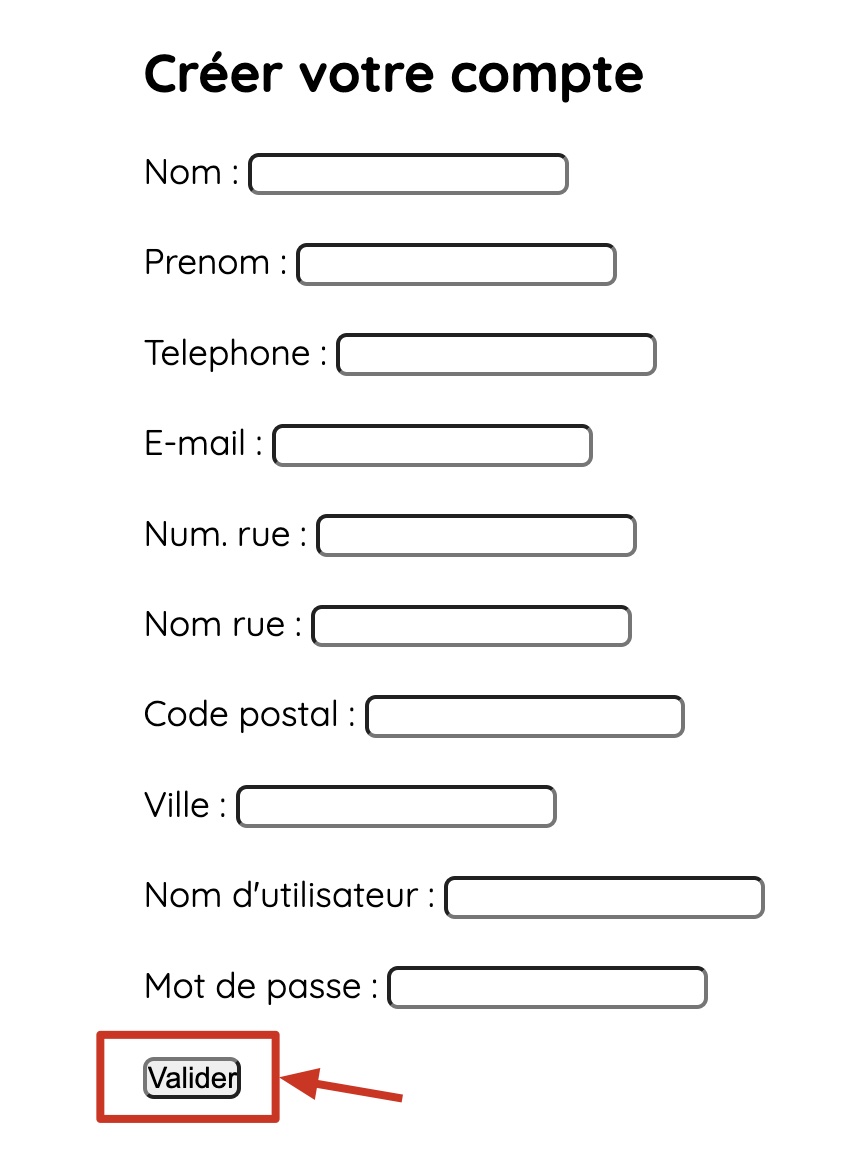 Créer votre compte
Nom :
Prenom :
Telephone :
E-mail :
Num. rue :
Nom rue :
Code postal :
Ville :
Nom d'utilisateur :
Mot de passe :
Valider